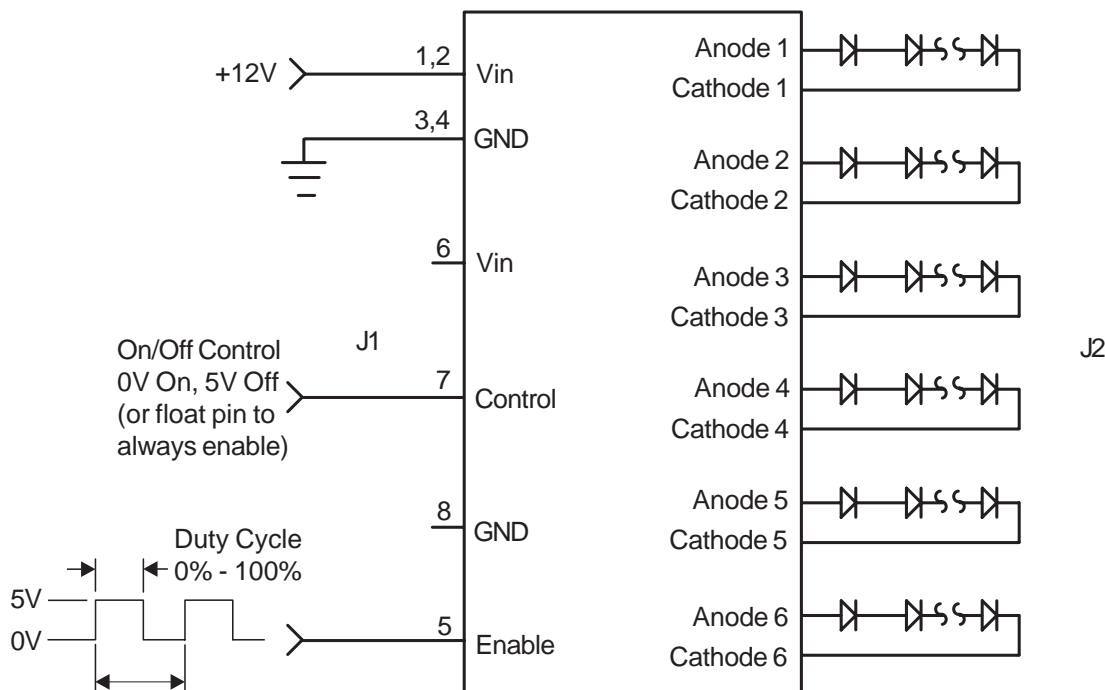 +12V
1,2
Vin
3,4
GND
6
Vin
J1
On/Off Control
0V On, 5V Off
(or float pin to
always enable)
7
Control
8
GND
Duty Cycle
0% - 100%
5V
0V
5
Enable
Anode 1
Cathode 1
Anode 2
Cathode 2
Anode 3
Cathode 3
Anode 4
Cathode 4
Anode 5
Cathode 5
Anode 6
Cathode 6
J2